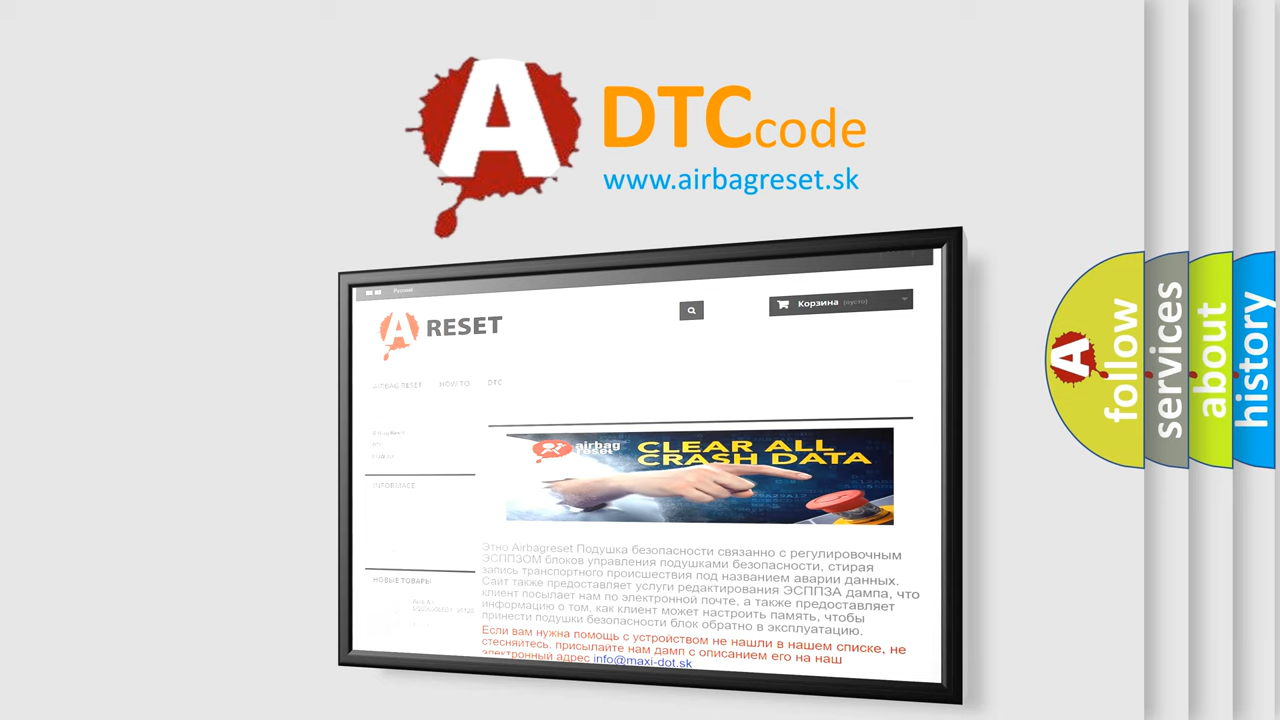 A
DTCcode
www.airbagreset.sk
Русский
A RESET
Корзина (пусто)
AIRBAG RESET HOW TO DTC
INFORMACE
airbag
reset
CLEAR ALL
CRASH DATA
Этно Airbagreset Подушка безопасности связанно с регулировочным
ЭСППЗОМ блоков управления подушками безопасности, стирая
запись транспортного происшествия под названием аварии данных.
Сайт также предоставляет услуги редактирования ЭСППЗА дампа, что
клиент посылает нам по электронной почте, а также предоставляет
информацию о том, как клиент может настроить память, чтобы
принести подушки безопасности блок обратно в эксплуатацию.
Если вам нужна помощь с устройством не нашли в нашем списке, не
стесняйтесь, присылайте нам дамп с описанием его на наш
электронный адрес info@maxi-dot.sk
НОВЫЕ ТОВАРЫ
A
follow
services
about
history